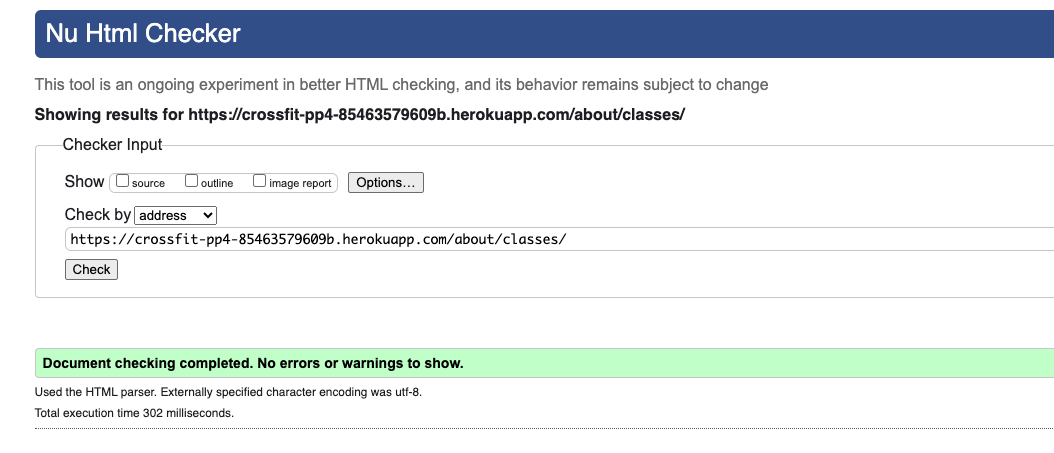 Nu Html Checker
This tool is an ongoing experiment in better HTML checking, and its behavior remains subject to change
Showing results for https://crossfit-pp4-85463579609b.herokuapp.com/about/classes/
Checker Input
Show source outline image report Options...
Check by address
https://crossfit-pp4-85463579609b.herokuapp.com/about/classes/
Check
Document checking completed. No errors or warnings to show.
Used the HTML parser. Externally specified character encoding was utf-8.
Total execution time 302 milliseconds.